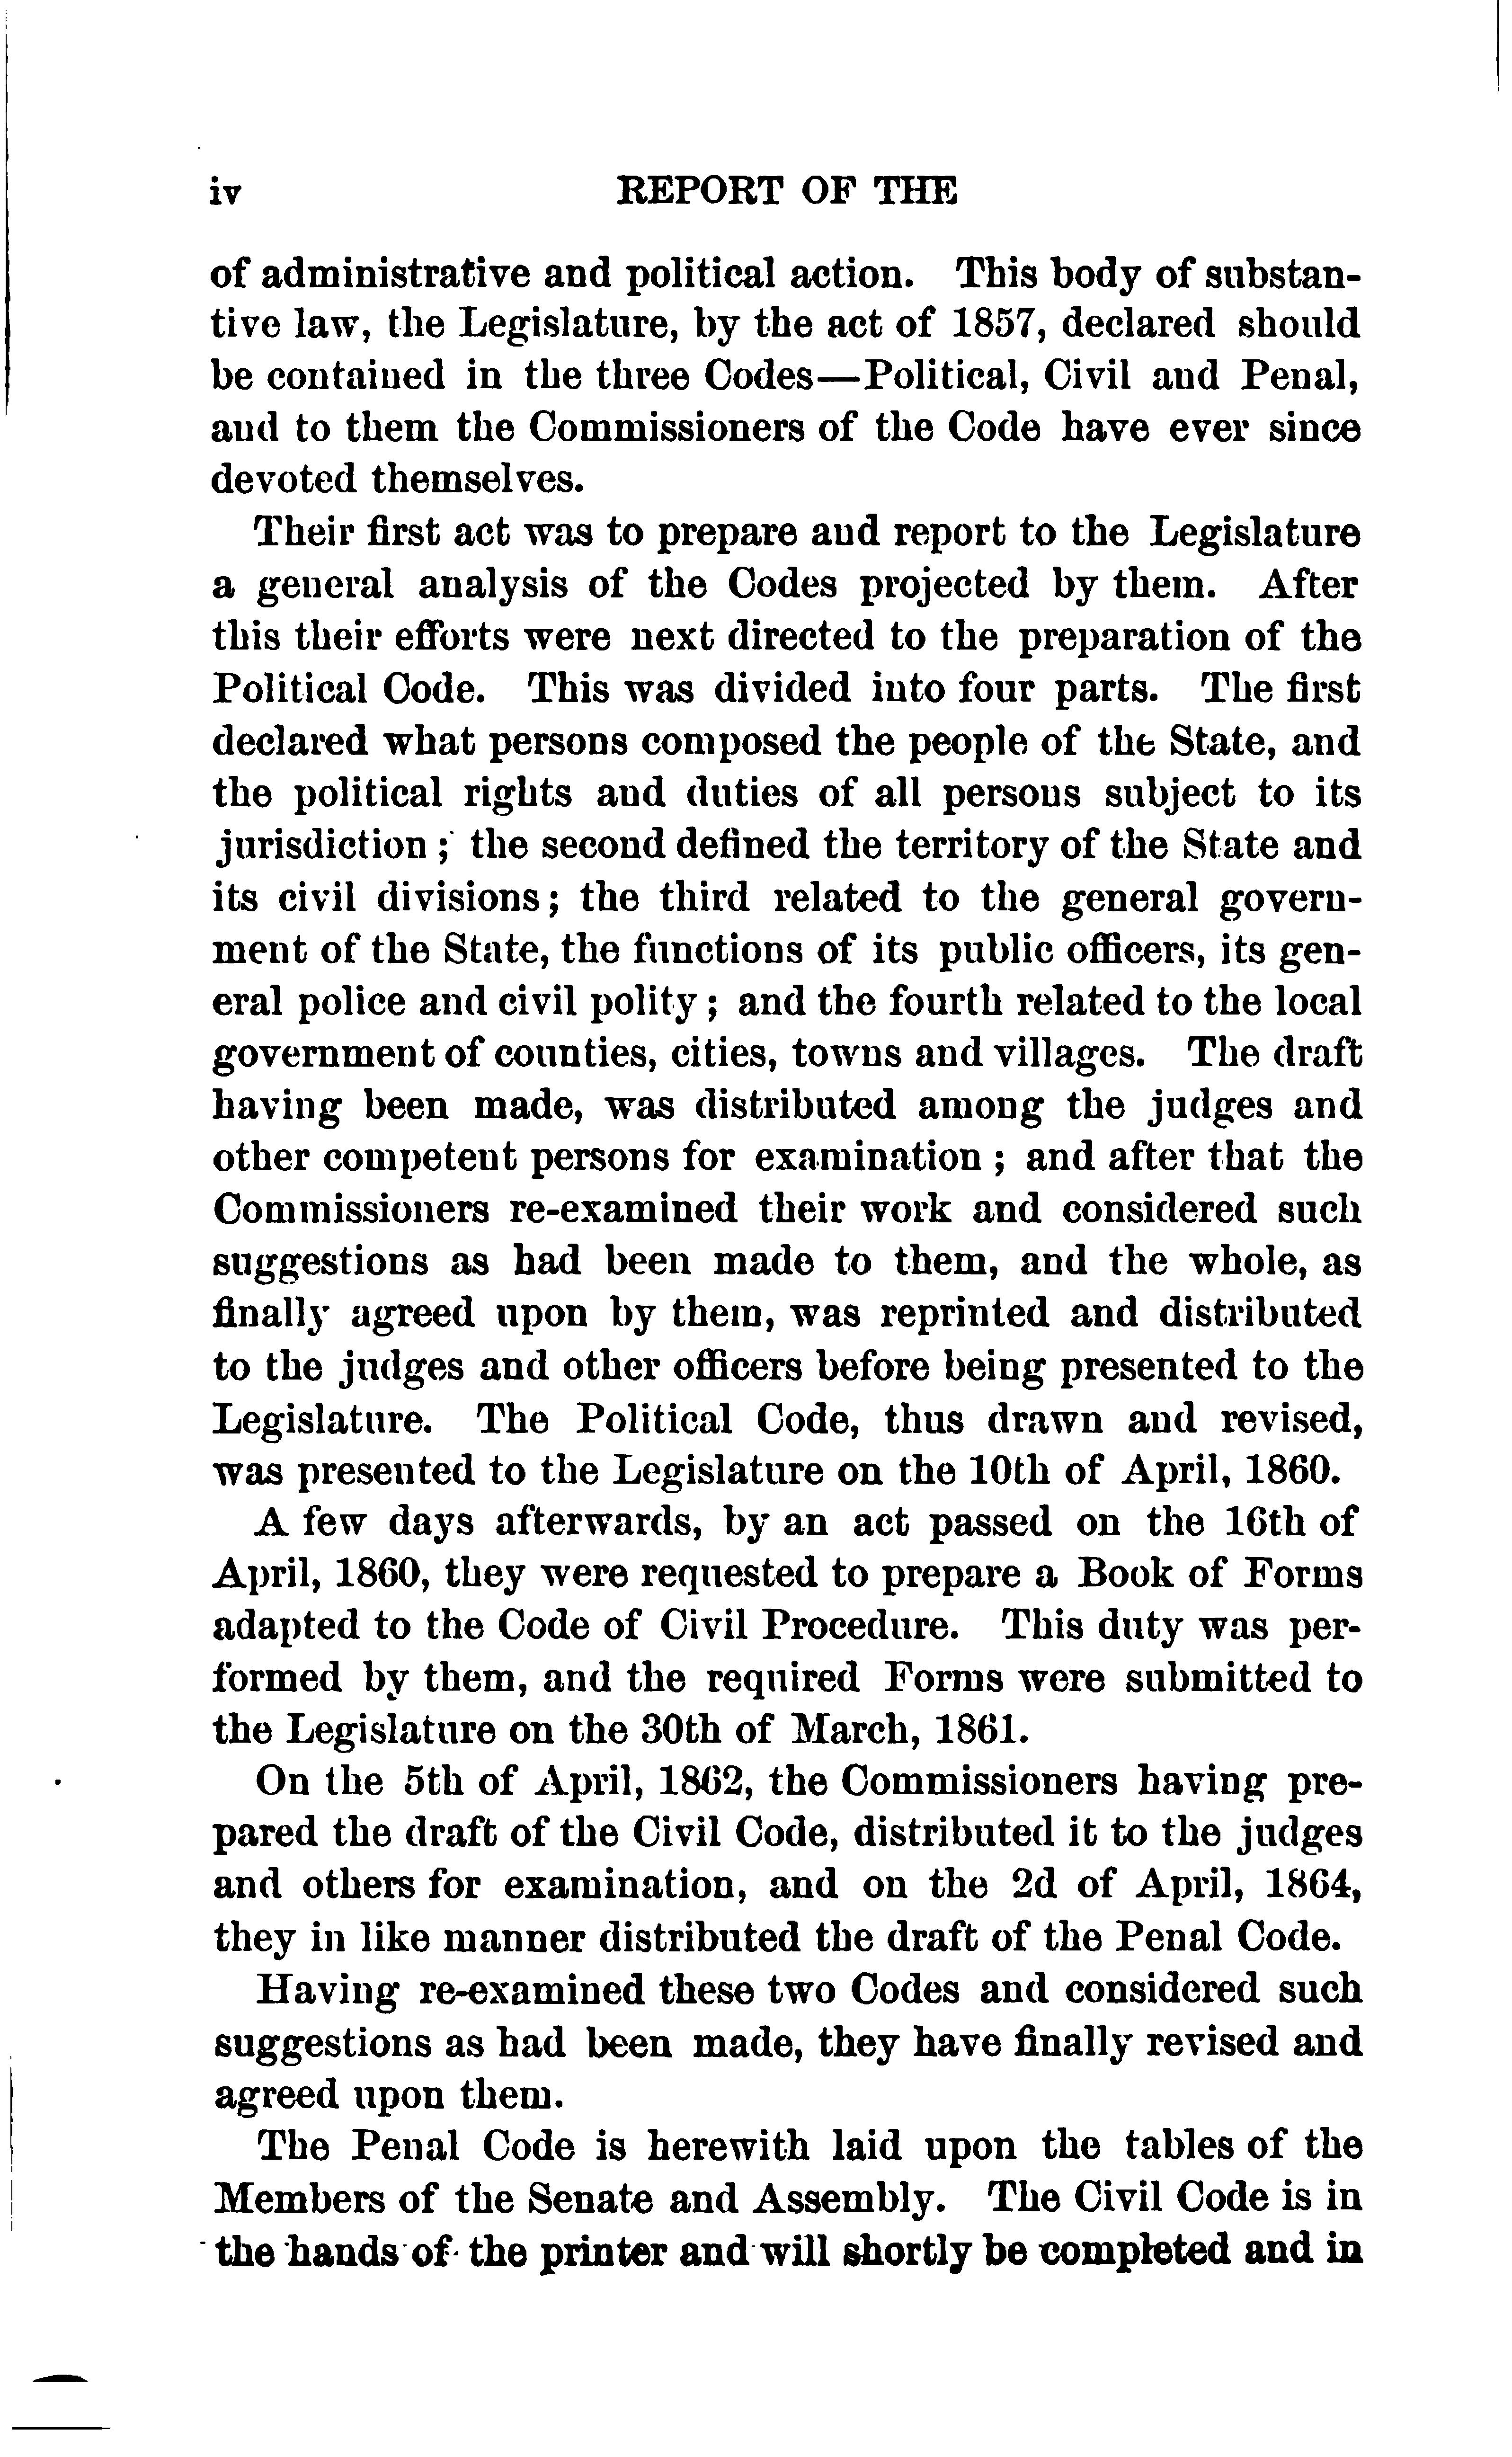 iv REPORT OF THE
of administrative and political action. This body of substan-
tive law, the Legislature, by the act of 1857, declared should
be contained in the three Codes—Political, Civil and Penal,
and to them the Commissioners of the Code have ever since
devoted themselves.
Their first act was to prepare and report to the Legislature
a general analysis of the Codes projected by them. After
this their efforts were next directed to the preparation of the
Political Code. This was divided into four parts. The first
declared what persons composed the people of the State, and
the political rights and duties of all persons subject to its
jurisdiction ; the second defined the territory of the State and
its civil divisions; the third related to the general govern-
ment of the State, the functions of its public officers, its gen-
eral police and civil polity ; and the fourth related to the local
government of counties, cities, towns and villages. The draft
having been made, was distributed among the judges and
other competent persons for examination ; and after that the
Commissioners re-examined their work and considered such
suggestions as had been made to them, and the whole, as
finally agreed upon by them, was reprinted and distributed
to the judges and other officers before being presented to the
Legislature. The Political Code, thus drawn and revised,
was presented to the Legislature on the 10th of April, 1860.
A few days afterwards, by an act passed on the 16th of
April, 1860, they were requested to prepare a Book of Forms
adapted to the Code of Civil Procedure. This duty was per-
formed by them, and the required Forms were submitted to
the Legislature on the 30th of March, 1861.
On the 5th of April, 1862, the Commissioners having pre-
pared the draft of the Civil Code, distributed it to the judges
and others for examination, and on the 2d of April, 1864,
they in like manner distributed the draft of the Penal Code.
Having re-examined these two Codes and considered such
suggestions as had been made, they have finally revised and
agreed upon them.
The Penal Code is herewith laid upon the tables of the
Members of the Senate and Assembly. The Civil Code is in
the hands of the printer and will shortly be completed and in